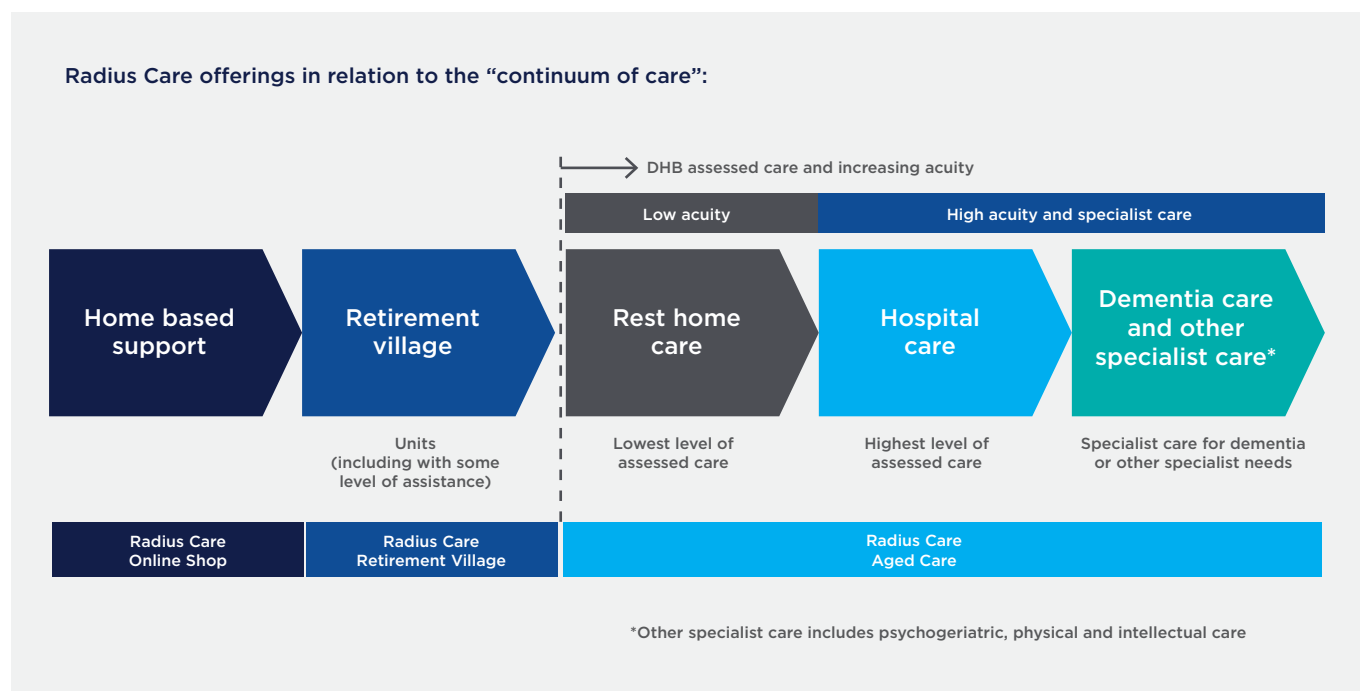 Radius Care offerings in relation to the “continuum of care”:
DHB assessed care and increasing acuity
Low acuity
High acuity and specialist care
Home based
support
Retirement
village
Rest home
care
Hospital
care
Dementia care
and other
specialist care*
Units
(including with some
level of assistance)
Lowest level of
assessed care
Highest level of
assessed care
Specialist care for dementia
or other specialist needs
Radius Care
Online Shop
Radius Care
Retirement Village
Radius Care
Aged Care
*Other specialist care includes psychogeriatric, physical and intellectual care